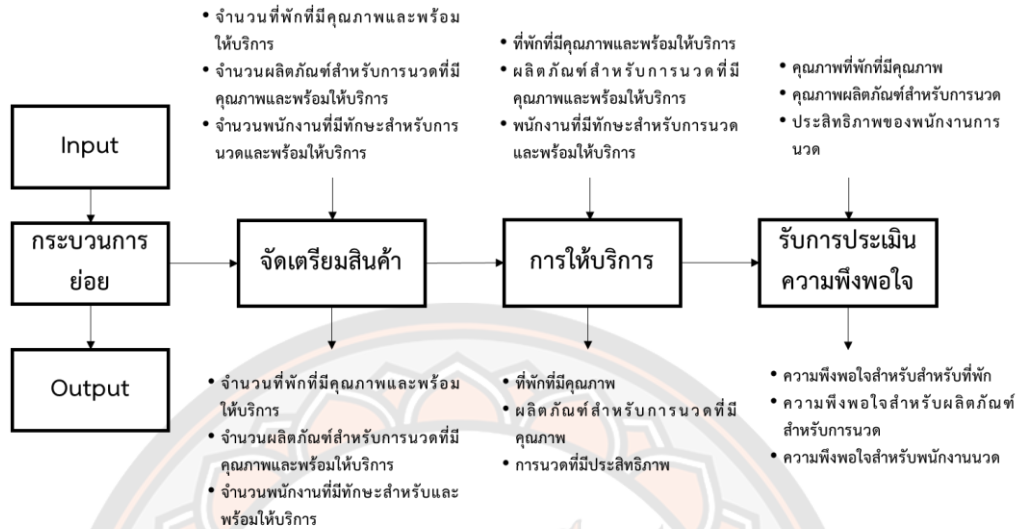 • จำนวนที่พักที่มีคุณภาพและพร้อม
ให้บริการ
• จำนวนผลิตภัณฑ์สำหรับการนวดที่มี
คุณภาพและพร้อมให้บริการ
• จำนวนพนักงานที่มีทักษะสำหรับการ
นวดและพร้อมให้บริการ
• ที่พักที่มีคุณภาพและพร้อมให้บริการ
• ผลิตภัณฑ์สำหรับการนวดที่มี
คุณภาพและพร้อมให้บริการ
• พนักงานที่มีทักษะสำหรับการนวด
และพร้อมให้บริการ
• คุณภาพที่พักที่มีคุณภาพ
• คุณภาพผลิตภัณฑ์สำหรับการนวด
• ประสิทธิภาพของพนักงานการ
นวด
Input
กระบวนการ
ย่อย
จัดเตรียมสินค้า
การให้บริการ
รับการประเมิน
ความพึงพอใจ
Output
• จำนวนที่พักที่มีคุณภาพและพร้อม
ให้บริการ
• จำนวนผลิตภัณฑ์สำหรับการนวดที่มี
คุณภาพและพร้อมให้บริการ
• จำนวนพนักงานที่มีทักษะสำหรับและ
พร้อมให้บริการ
• ที่พักที่มีคุณภาพ
• ผลิตภัณฑ์สำหรับการนวดที่มี
คุณภาพ
• การนวดที่มีประสิทธิภาพ
• ความพึงพอใจสำหรับสำหรับที่พัก
• ความพึงพอใจสำหรับผลิตภัณฑ์
สำหรับการนวด
• ความพึงพอใจสำหรับพนักงานนวด